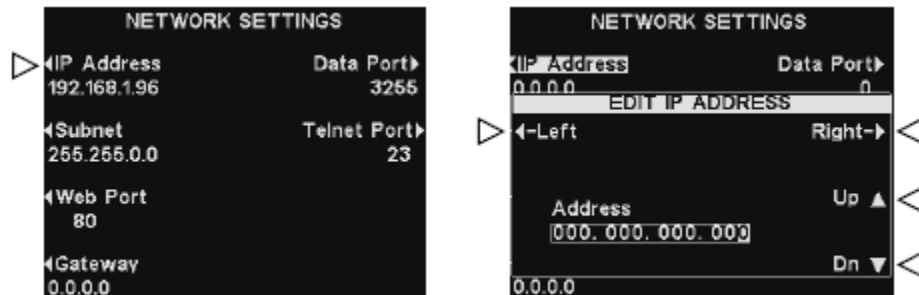 NETWORK SETTINGS
IP Address Data Port
192.168.1.96 3255
Subnet Telnet Port
255.255.0.0 23
Web Port
80
Gateway
0.0.0.0
NETWORK SETTINGS
IP Address Data Port
0.0.0.0 0
EDIT IP ADDRESS
-Left Right-
Up
Address
000. 000. 000. 000
Dn
0.0.0.0